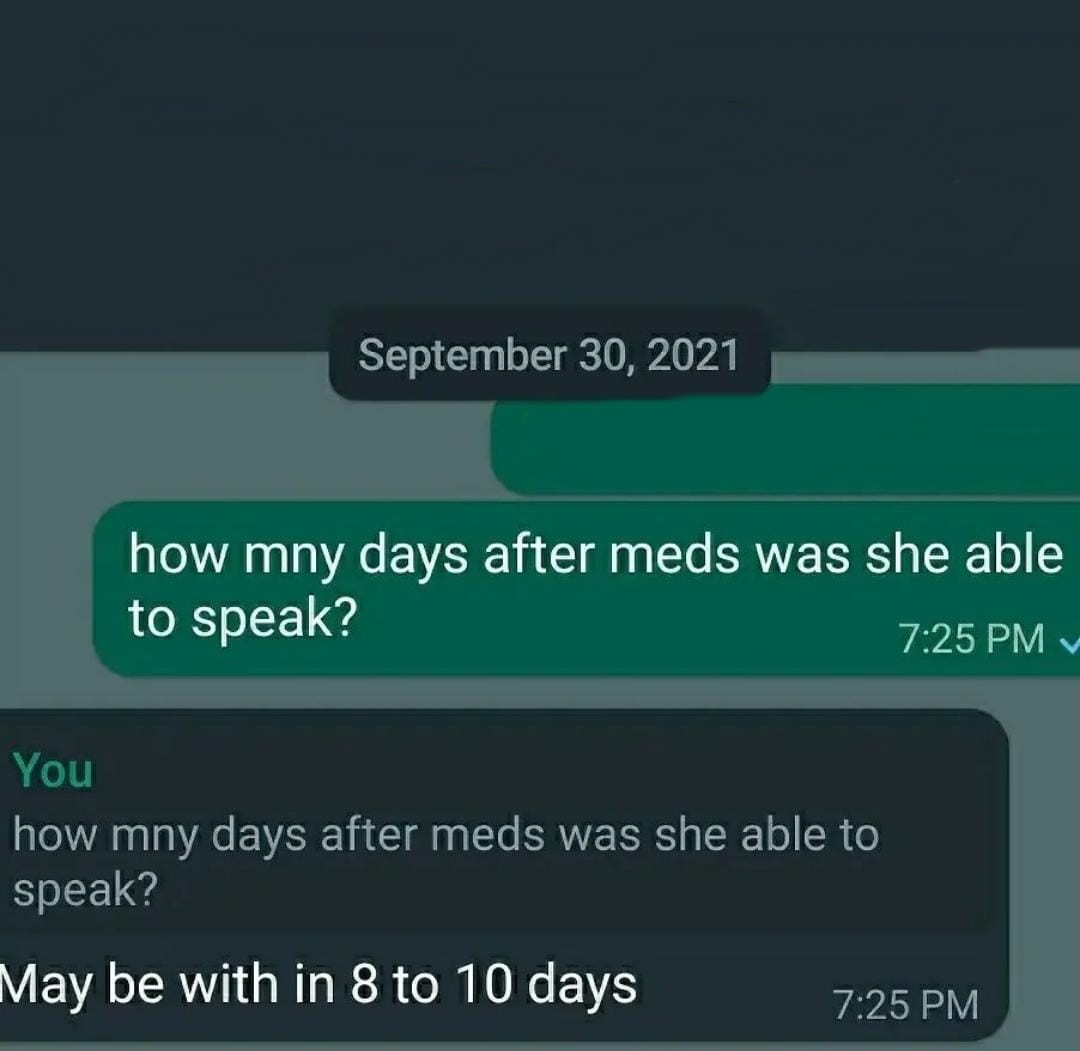 September 30, 2021
how mny days after meds was she able
to speak?
7:25 PM
You
how mny days after meds was she able to
speak?
May be with in 8 to 10 days
7:25 PM